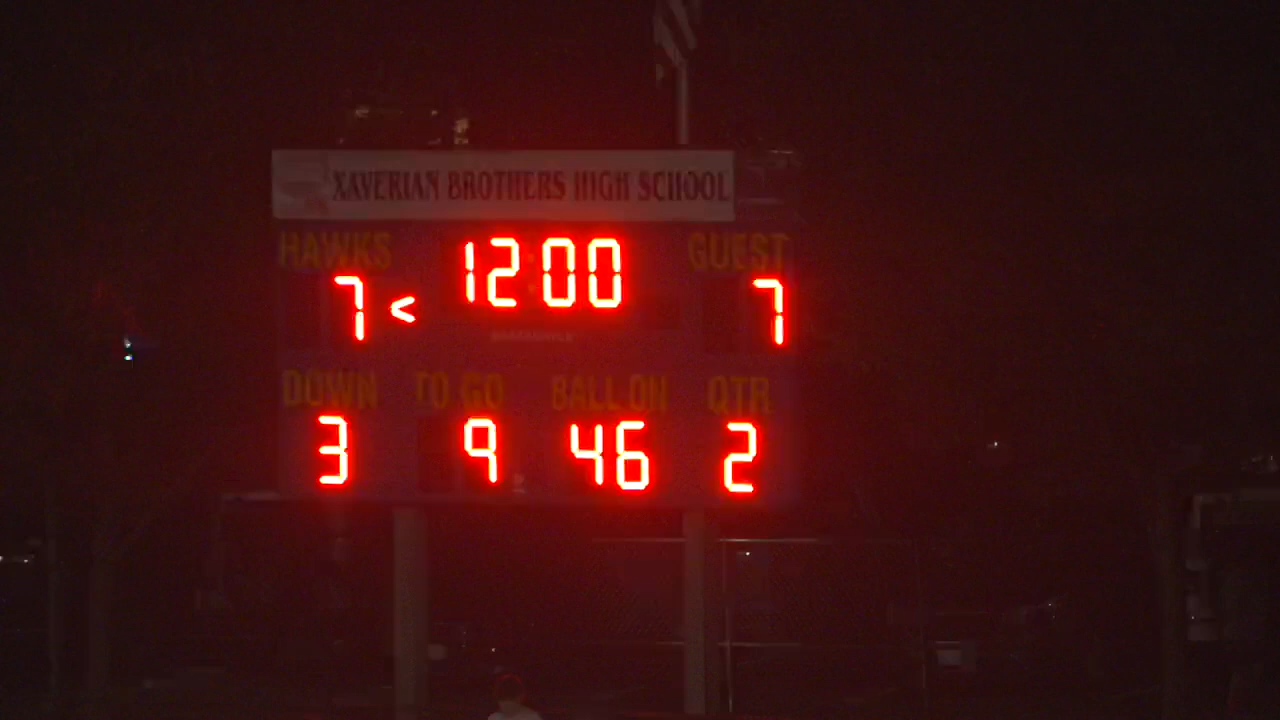 XAVERIAN BROTHERS HIGH SCHOOL
HAWKS 12:00 GUEST
7 < 7
DOWN TO GO BALL ON QTR
3 9 46 2